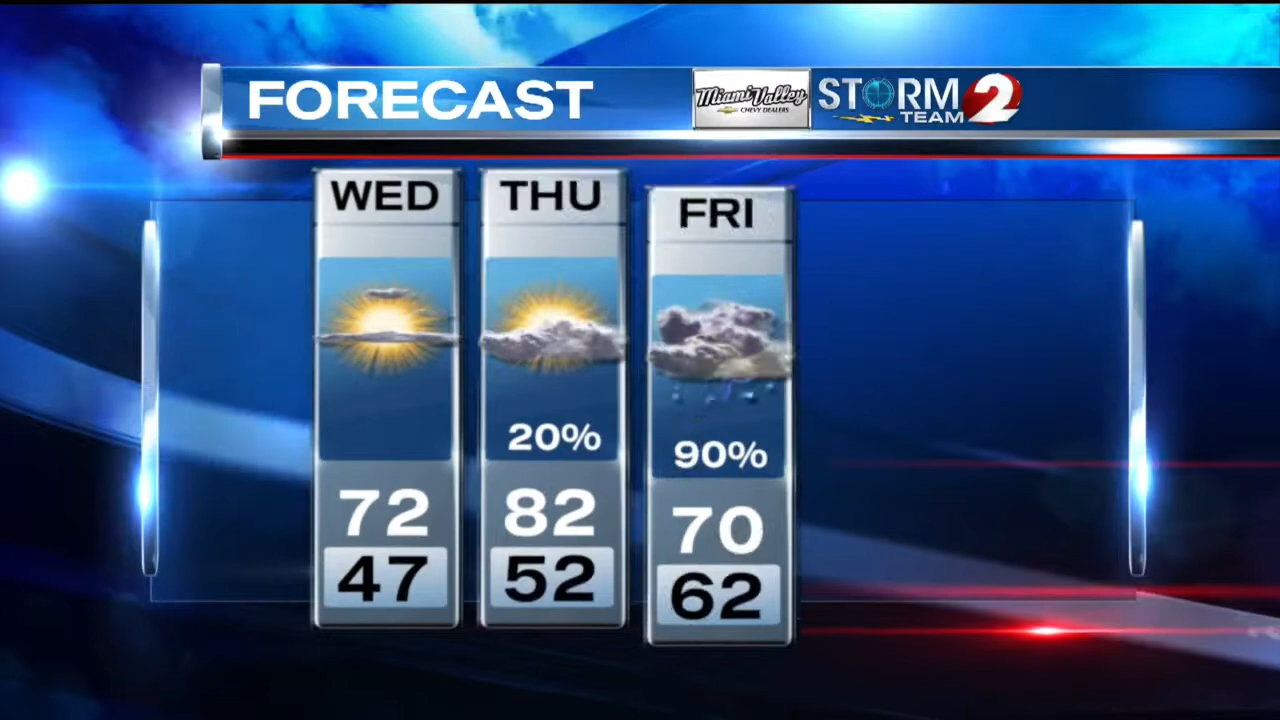 FORECAST
Miami Valley
CHEVY DEALERS
STORM
TEAM 2
WED
THU
FRI
20%
90%
72
82
70
47
52
62